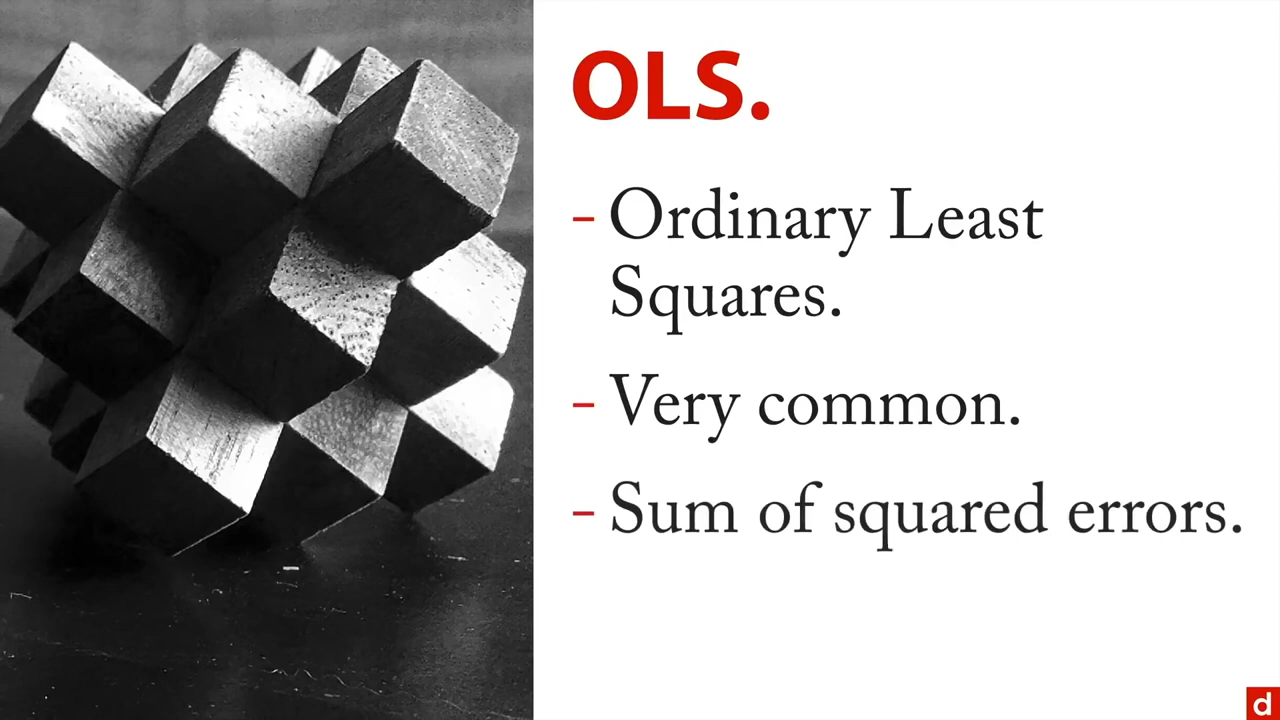 OLS.
- Ordinary Least
Squares.
- Very common.
- Sum of squared errors.
d